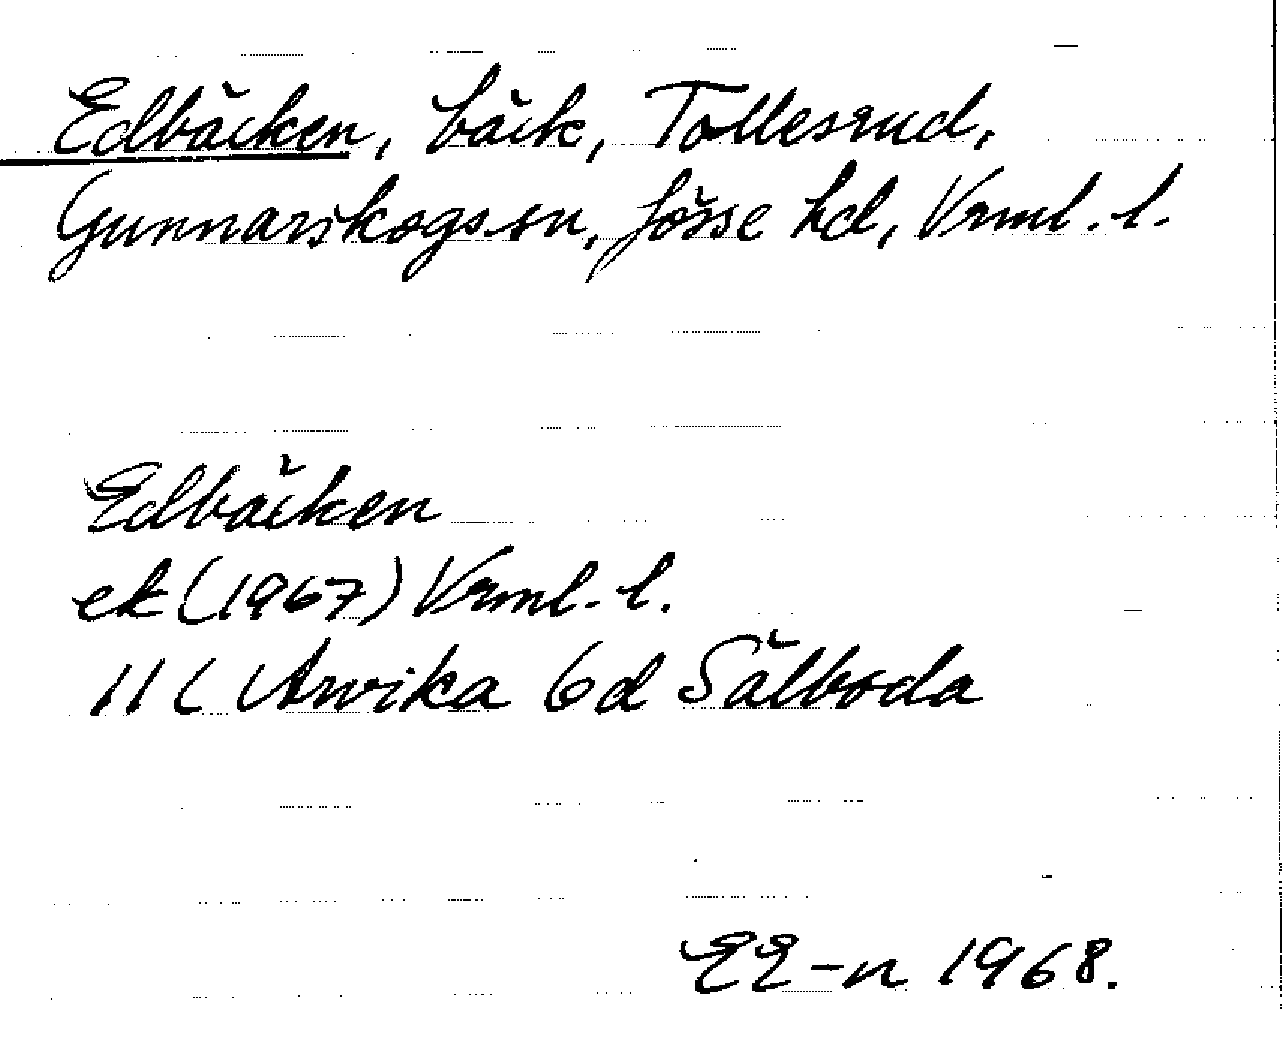 Edbäcken, bäck, Tollesrud,
Gunnarskogs sn, Jösse hd, Vrml. l.
Edbäcken
ek (1967) Vrml. l.
11 C Arvika 6d Sälboda
EE-n 1968.